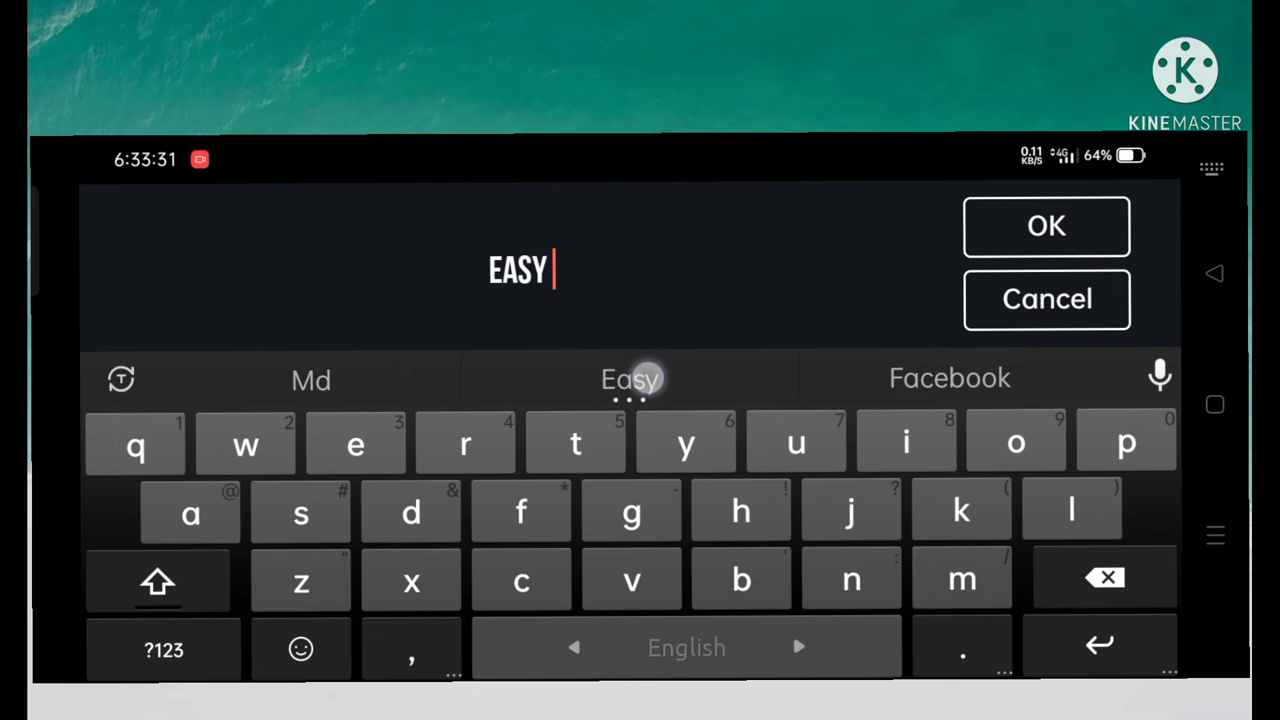 K
KINEMASTER
6:33:31
0.11 KB/S 4G 64%
OK
EASY
Cancel
T
Md Easy Facebook
1 2 3 4 5 6 7 8 9 0
q w e r t y u i o p
@ # & * - ! ? ( )
a s d f g h j k l
" ' : /
z x c v b n m
?123 , English .